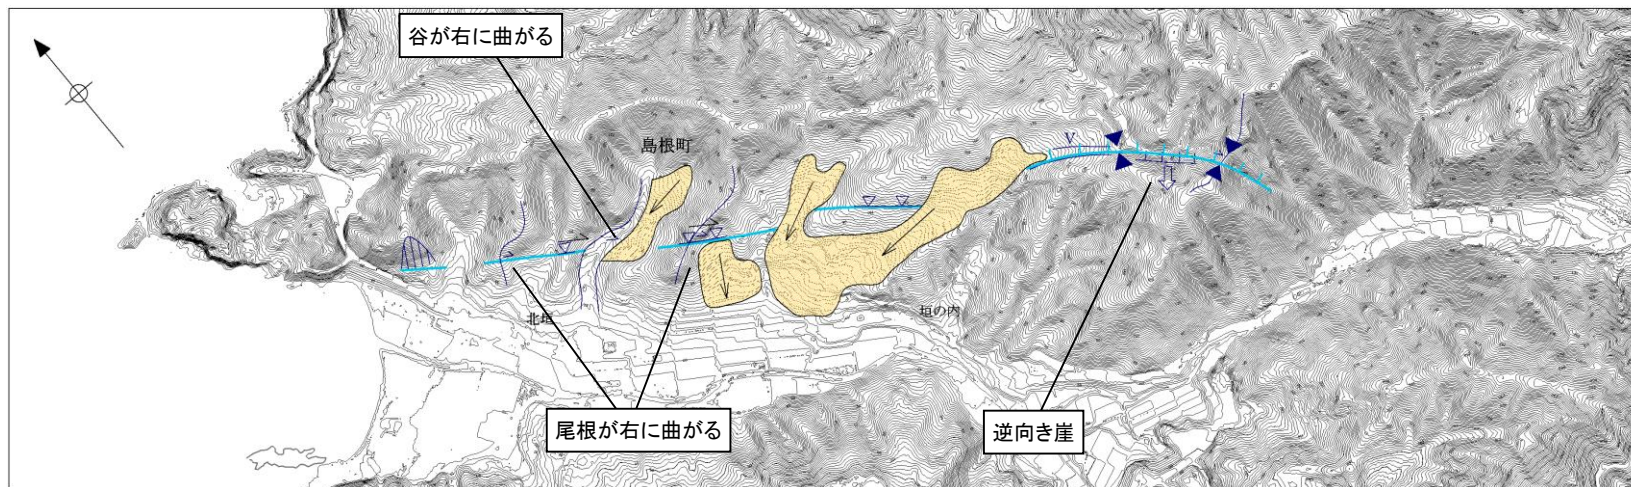 谷が右に曲がる
島根町
V
北垣
垣の内
尾根が右に曲がる
逆向き崖